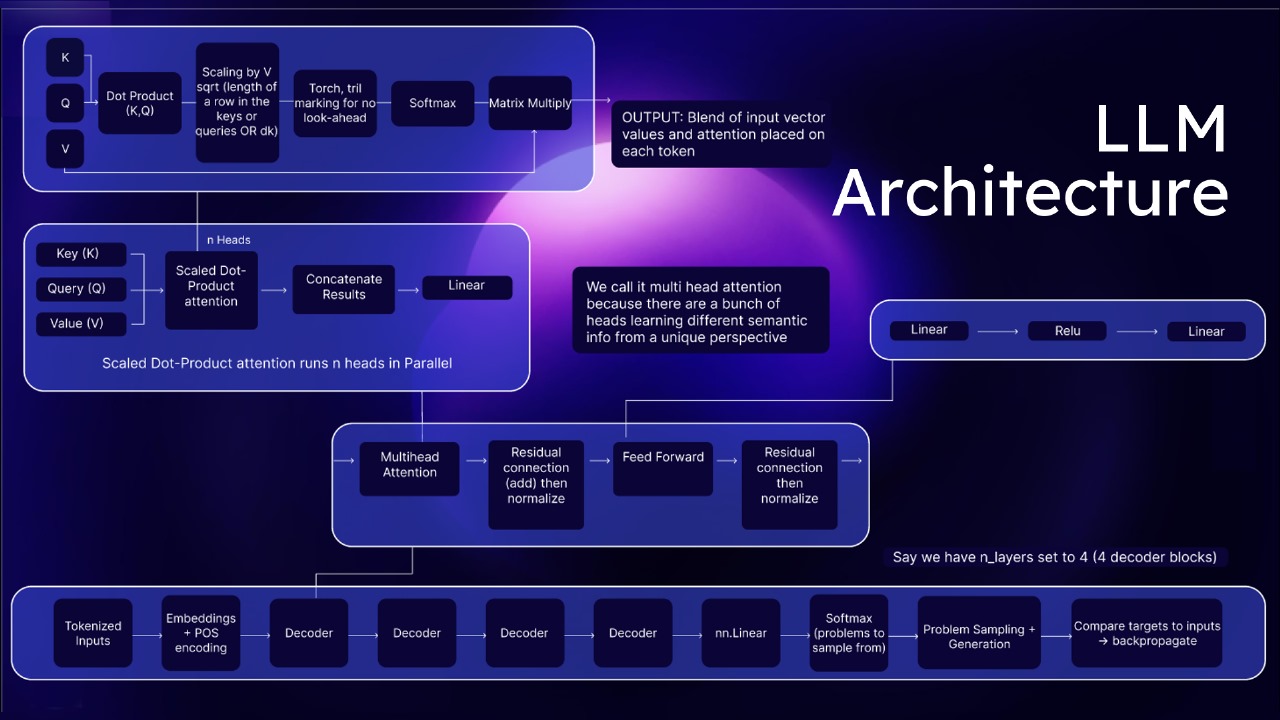 LLM
Architecture
K
Q
V
Dot Product
(K,Q)
Scaling by V
sqrt (length of
a row in the
keys or
queries OR dk)
Torch, tril
marking for no
look-ahead
Softmax
Matrix Multiply
OUTPUT: Blend of input vector
values and attention placed on
each token
n Heads
Key (K)
Query (Q)
Value (V)
Scaled Dot-
Product
attention
Concatenate
Results
Linear
Scaled Dot-Product attention runs n heads in Parallel
We call it multi head attention
because there are a bunch of
heads learning different semantic
info from a unique perspective
Linear
Relu
Linear
Multihead
Attention
Residual
connection
(add) then
normalize
Feed Forward
Residual
connection
then
normalize
Say we have n_layers set to 4 (4 decoder blocks)
Tokenized
Inputs
Embeddings
+ POS
encoding
Decoder
Decoder
Decoder
Decoder
nn.Linear
Softmax
(problems to
sample from)
Problem Sampling +
Generation
Compare targets to inputs
→ backpropagate